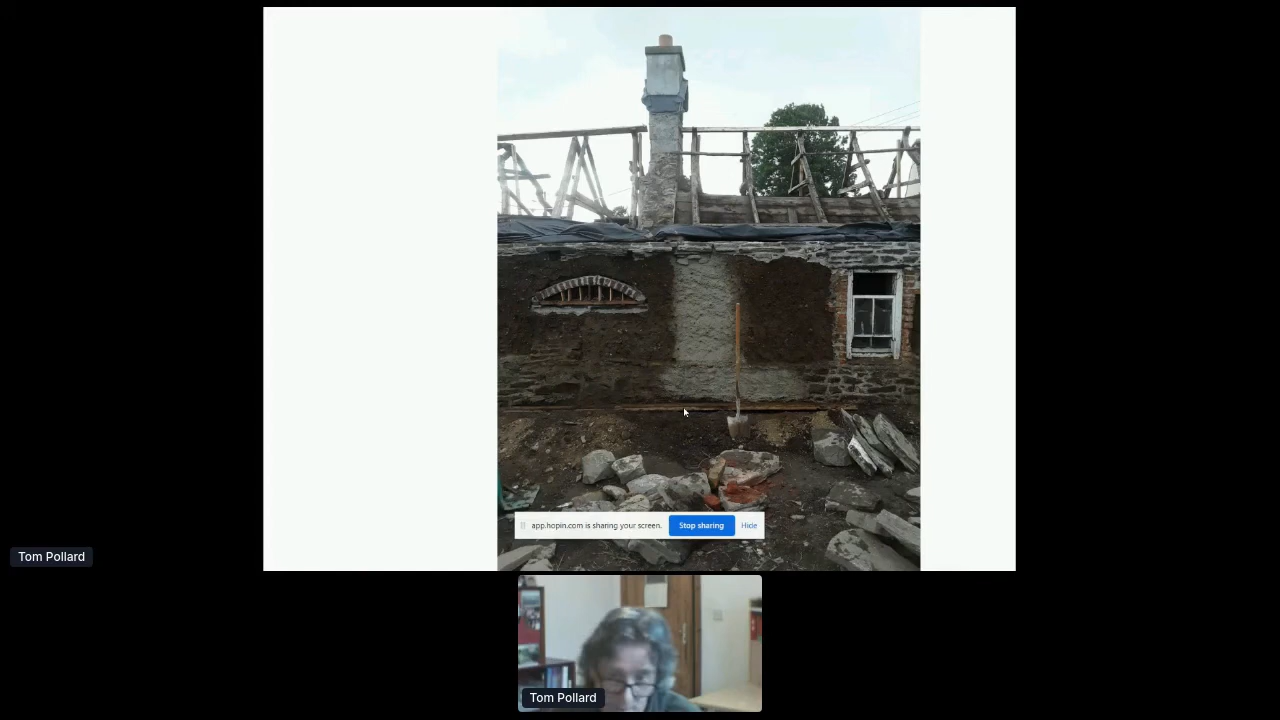 app.hopin.com is sharing your screen.
Stop sharing
Hide
Tom Pollard
Tom Pollard